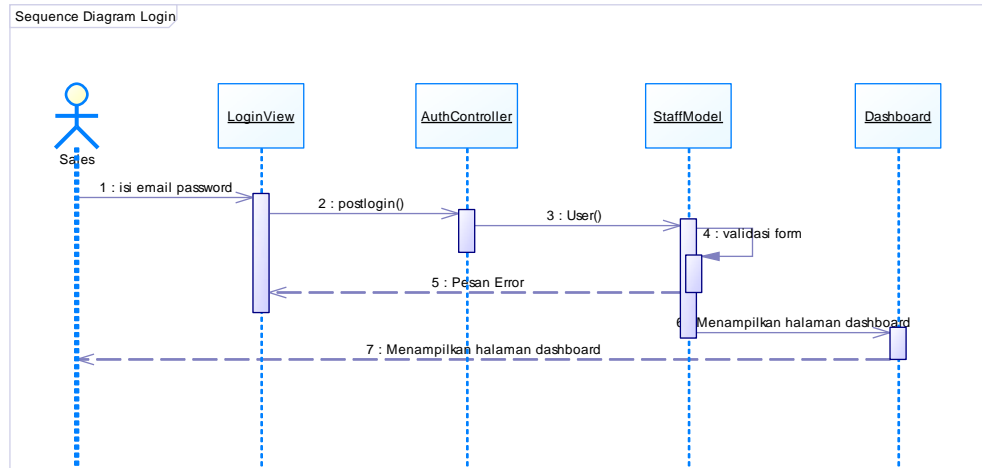 Sequence Diagram Login
LoginView
AuthController
StaffModel
Dashboard
Sales
1 : isi email password
2 : postlogin()
3 : User()
4 : validasi form
5 : Pesan Error
6 : Menampilkan halaman dashboard
7 : Menampilkan halaman dashboard